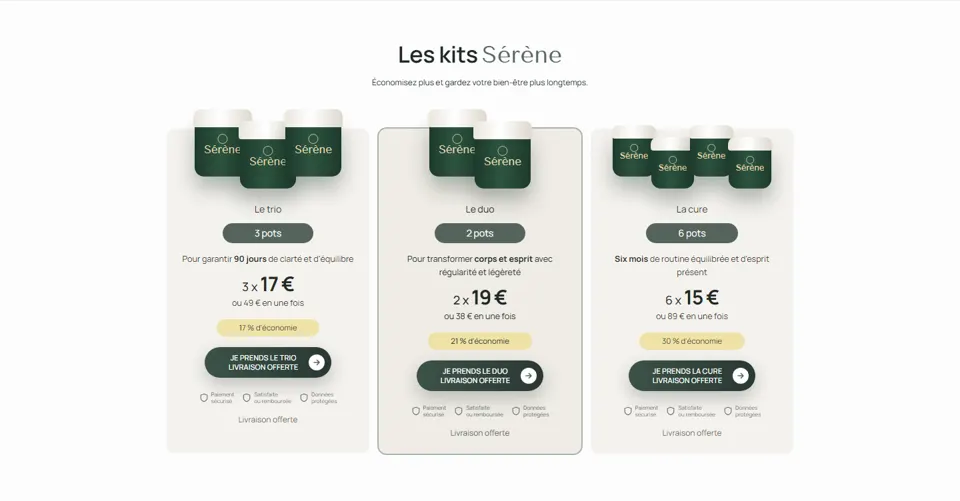 Les kits Sérène
Économisez plus et gardez votre bien-être plus longtemps.
Sérène
Sérène
Sérène
Le trio
3 pots
Pour garantir 90 jours de clarté et d'équilibre
3 x 17 €
ou 49 € en une fois
17 % d'économie
JE PRENDS LE TRIO
LIVRAISON OFFERTE
Paiement
sécurisé
Satisfaite
ou remboursée
Données
protégées
Livraison offerte
Sérène
Sérène
Le duo
2 pots
Pour transformer corps et esprit avec
régularité et légèreté
2 x 19 €
ou 38 € en une fois
21 % d'économie
JE PRENDS LE DUO
LIVRAISON OFFERTE
Paiement
sécurisé
Satisfaite
ou remboursée
Données
protégées
Livraison offerte
Sérène
Sérène
Sérène
Sérène
La cure
6 pots
Six mois de routine équilibrée et d'esprit
présent
6 x 15 €
ou 89 € en une fois
30 % d'économie
JE PRENDS LA CURE
LIVRAISON OFFERTE
Paiement
sécurisé
Satisfaite
ou remboursée
Données
protégées
Livraison offerte